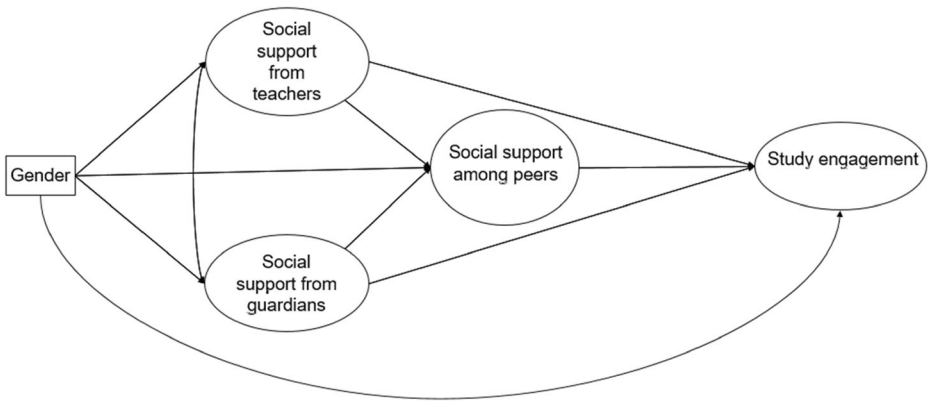 Social
support
from
teachers
Social support
among peers
Study engagement
Gender
Social
support from
guardians